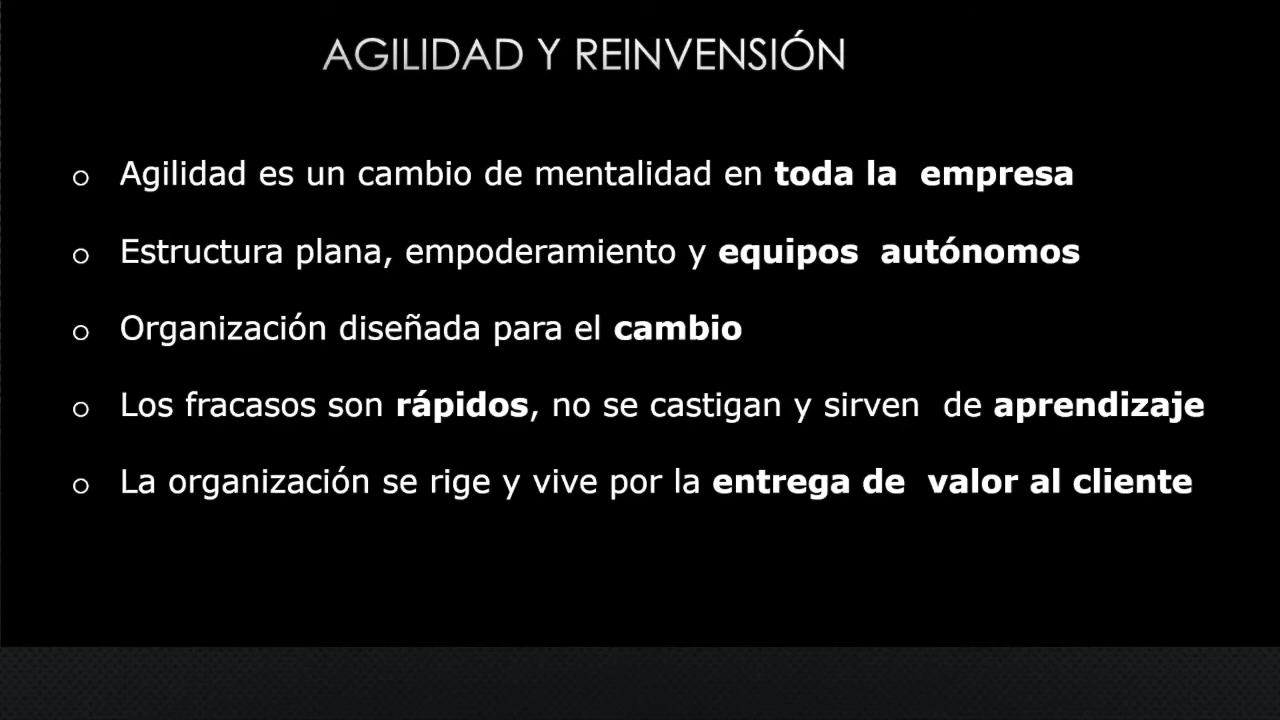 AGILIDAD Y REINVENSIÓN
o Agilidad es un cambio de mentalidad en toda la empresa
o Estructura plana, empoderamiento y equipos autónomos
o Organización diseñada para el cambio
o Los fracasos son rápidos, no se castigan y sirven de aprendizaje
o La organización se rige y vive por la entrega de valor al cliente